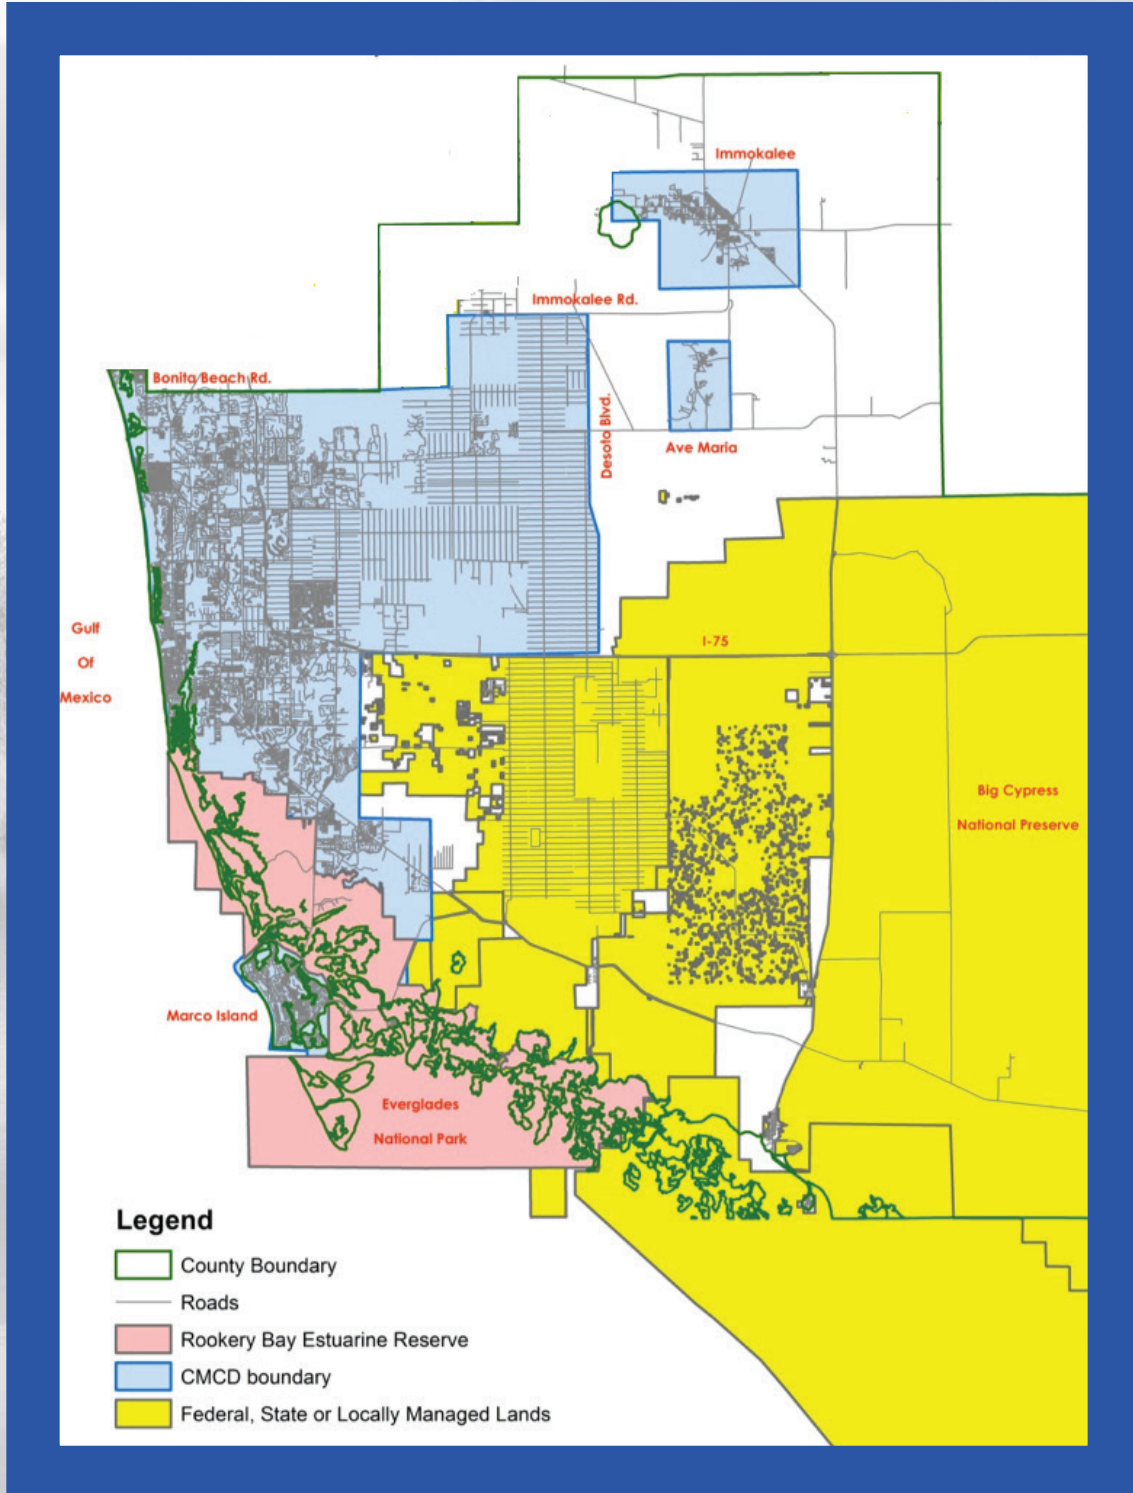 Immokalee
Immokalee Rd.
Bonita Beach Rd.
Desoto Blvd.
Ave Maria
Gulf
Of
Mexico
I-75
Big Cypress
National Preserve
Marco Island
Everglades
National Park
Legend
County Boundary
Roads
Rookery Bay Estuarine Reserve
CMCD boundary
Federal, State or Locally Managed Lands